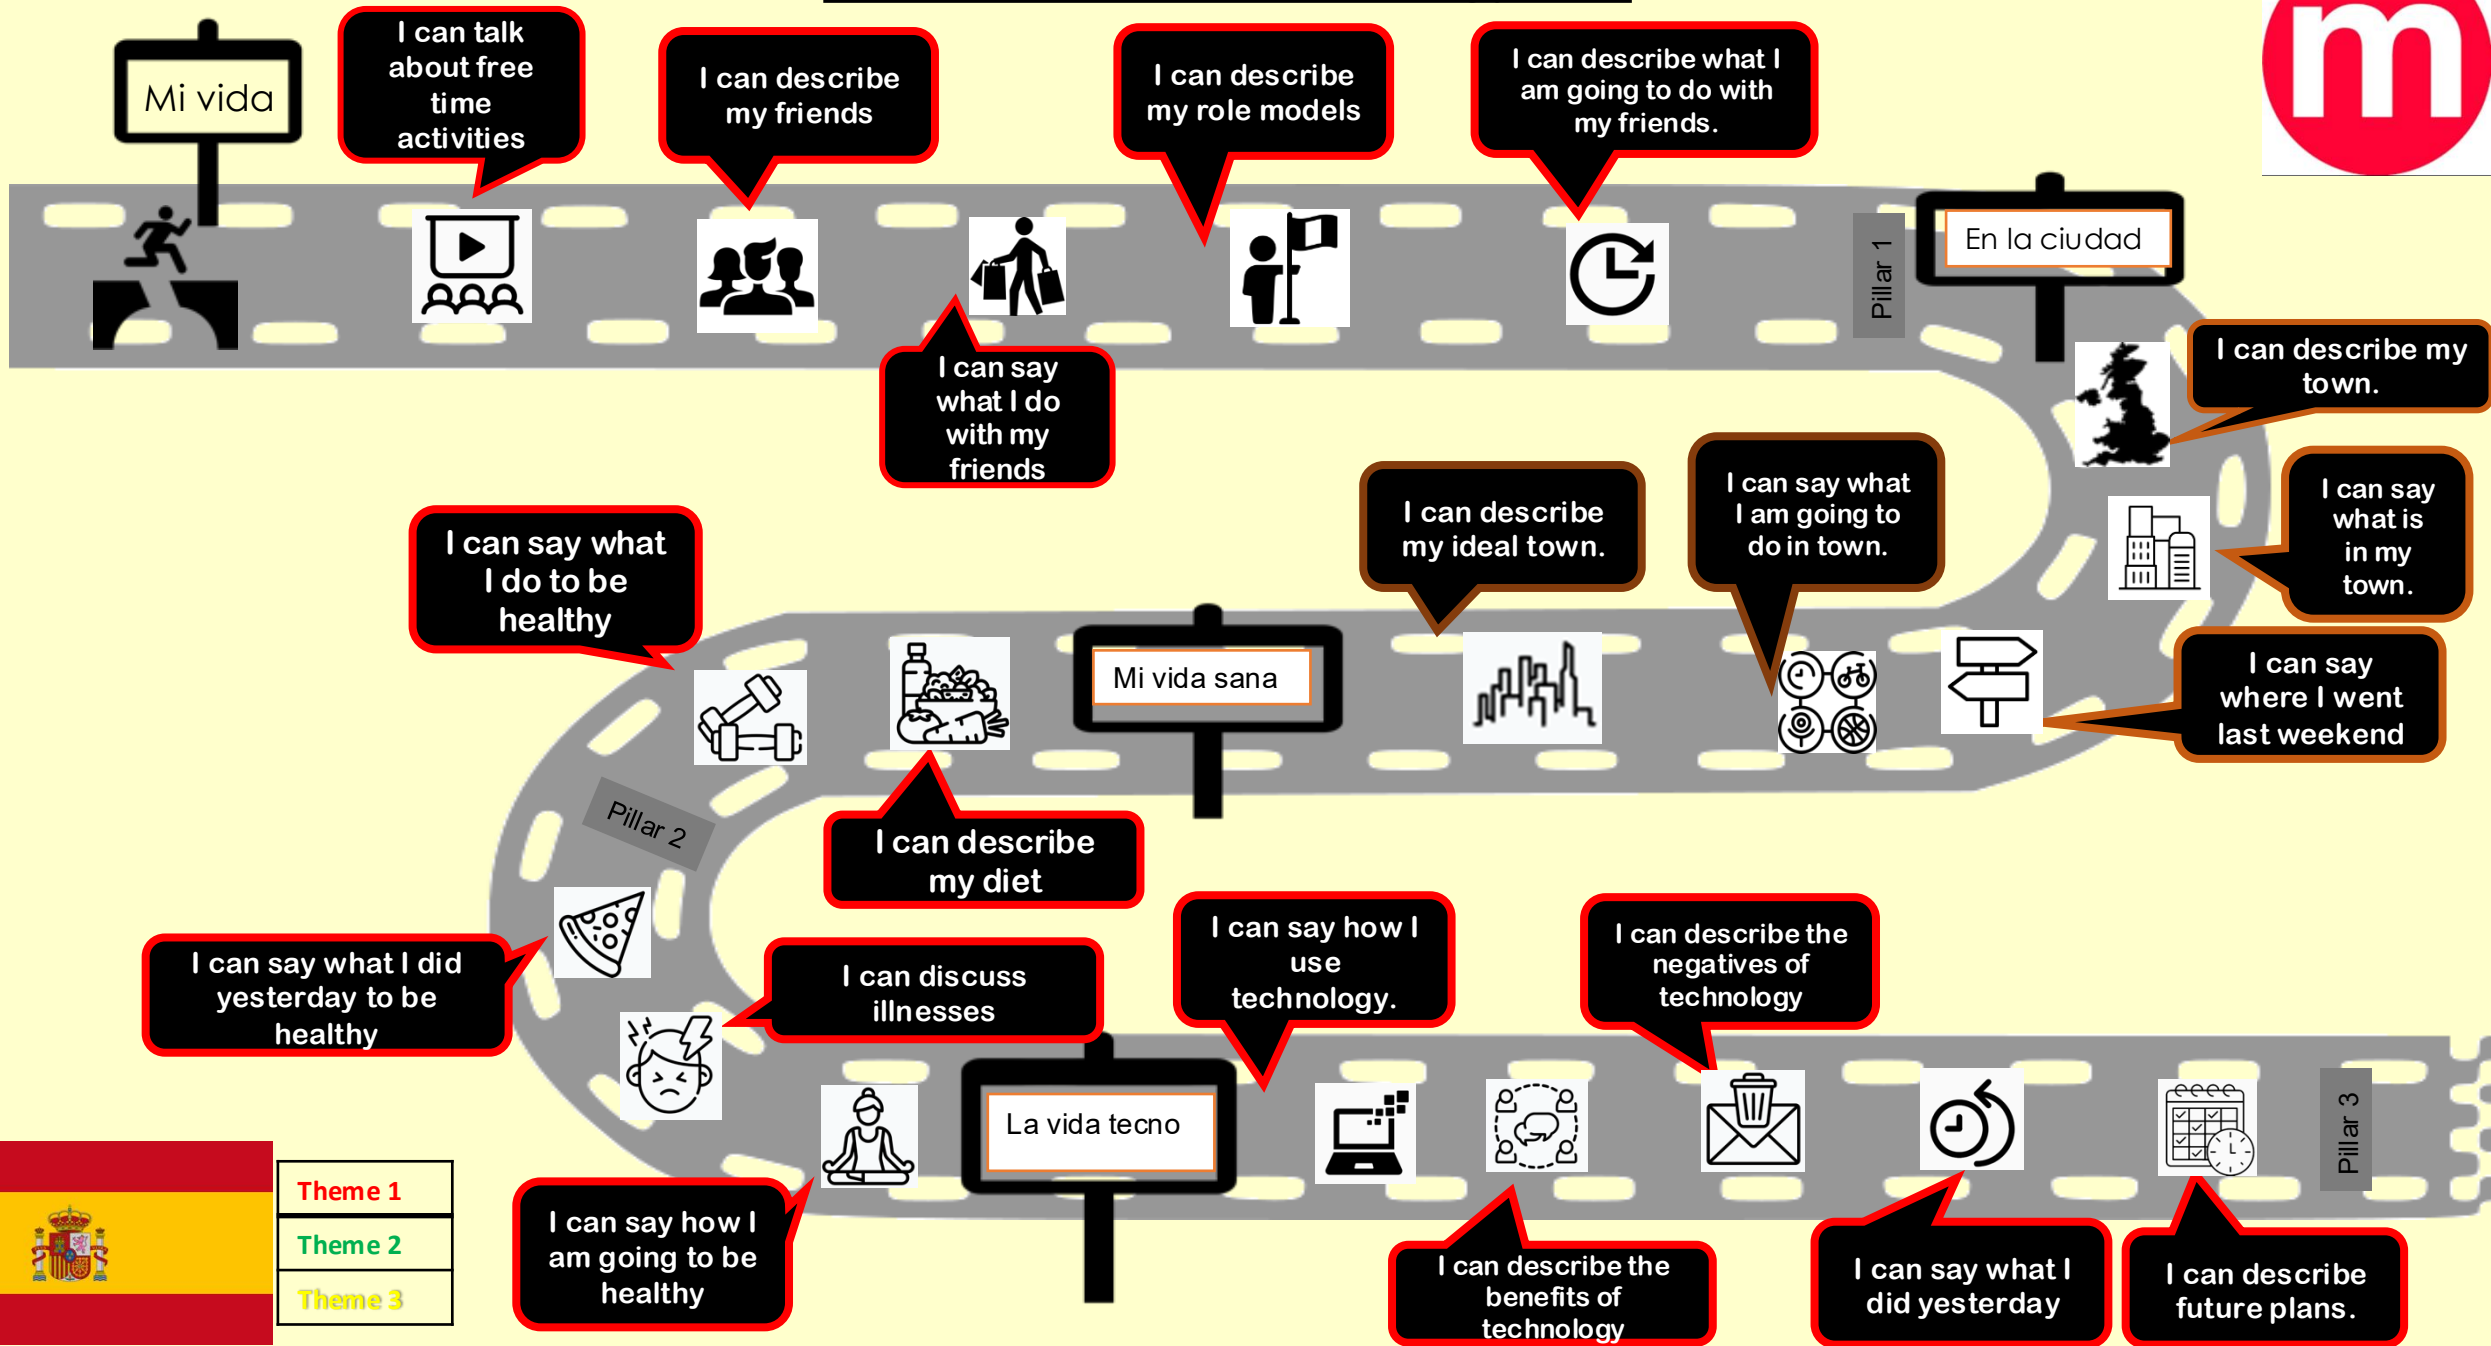 Mi vida
I can talk
about free
time
activities
I can describe
my friends
I can say
what I do
with my
friends
I can describe
my role models
I can describe what I
am going to do with
my friends.
m
Pillar 1
En la ciudad
I can describe my
town.
I can say
what is
in my
town.
I can say
where I went
last weekend
I can say what
I am going to
do in town.
I can describe
my ideal town.
Mi vida sana
I can describe
my diet
I can say what
I do to be
healthy
Pillar 2
I can say what I did
yesterday to be
healthy
I can discuss
illnesses
I can say how I
am going to be
healthy
La vida tecno
I can say how I
use
technology.
I can describe the
benefits of
technology
I can describe the
negatives of
technology
I can say what I
did yesterday
I can describe
future plans.
Pillar 3
Theme 1
Theme 2
Theme 3